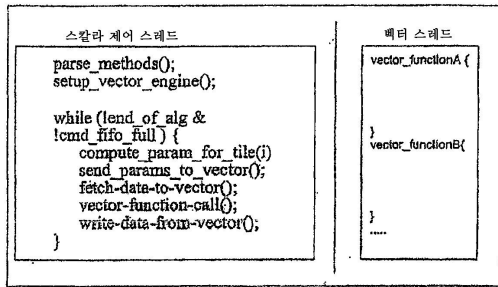 스칼라 제어 스레드
parse_methods();
setup_vector_engine();
while (!end_of_alg &
!cmd_fifo_full ) {
compute_param_for_tile(i)
send_params_to_vector();
fetch-data-to-vector();
vector-function-call();
write-data-from-vector();
}
벡터 스레드
vector_functionA {
}
vector_functionB{
}
.....